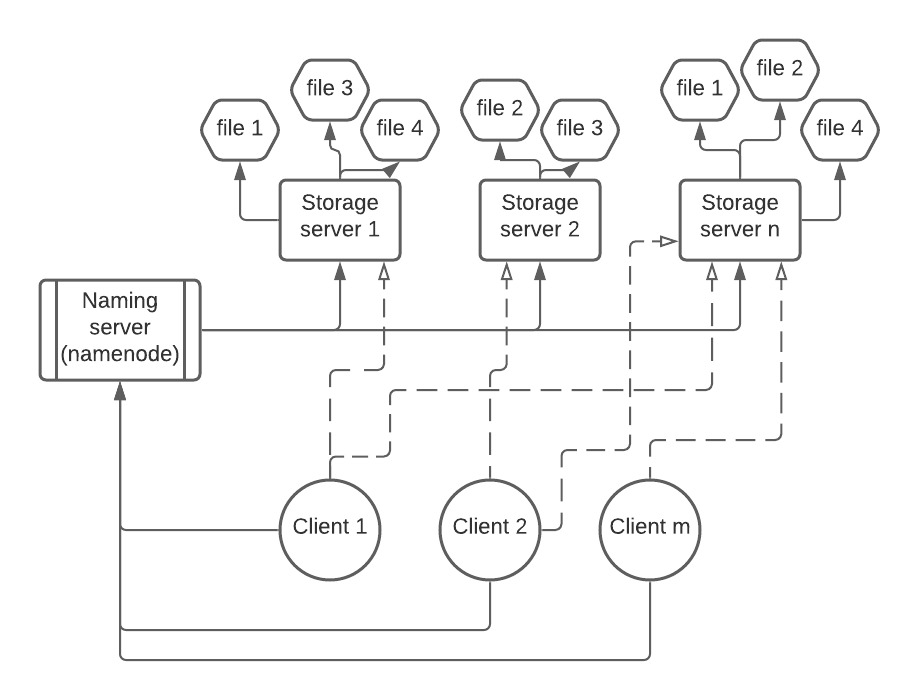 file 3
file 1
file 4
file 2
file 3
file 1
file 2
file 4
Storage
server 1
Storage
server 2
Storage
server n
Naming
server
(namenode)
Client 1
Client 2
Client m